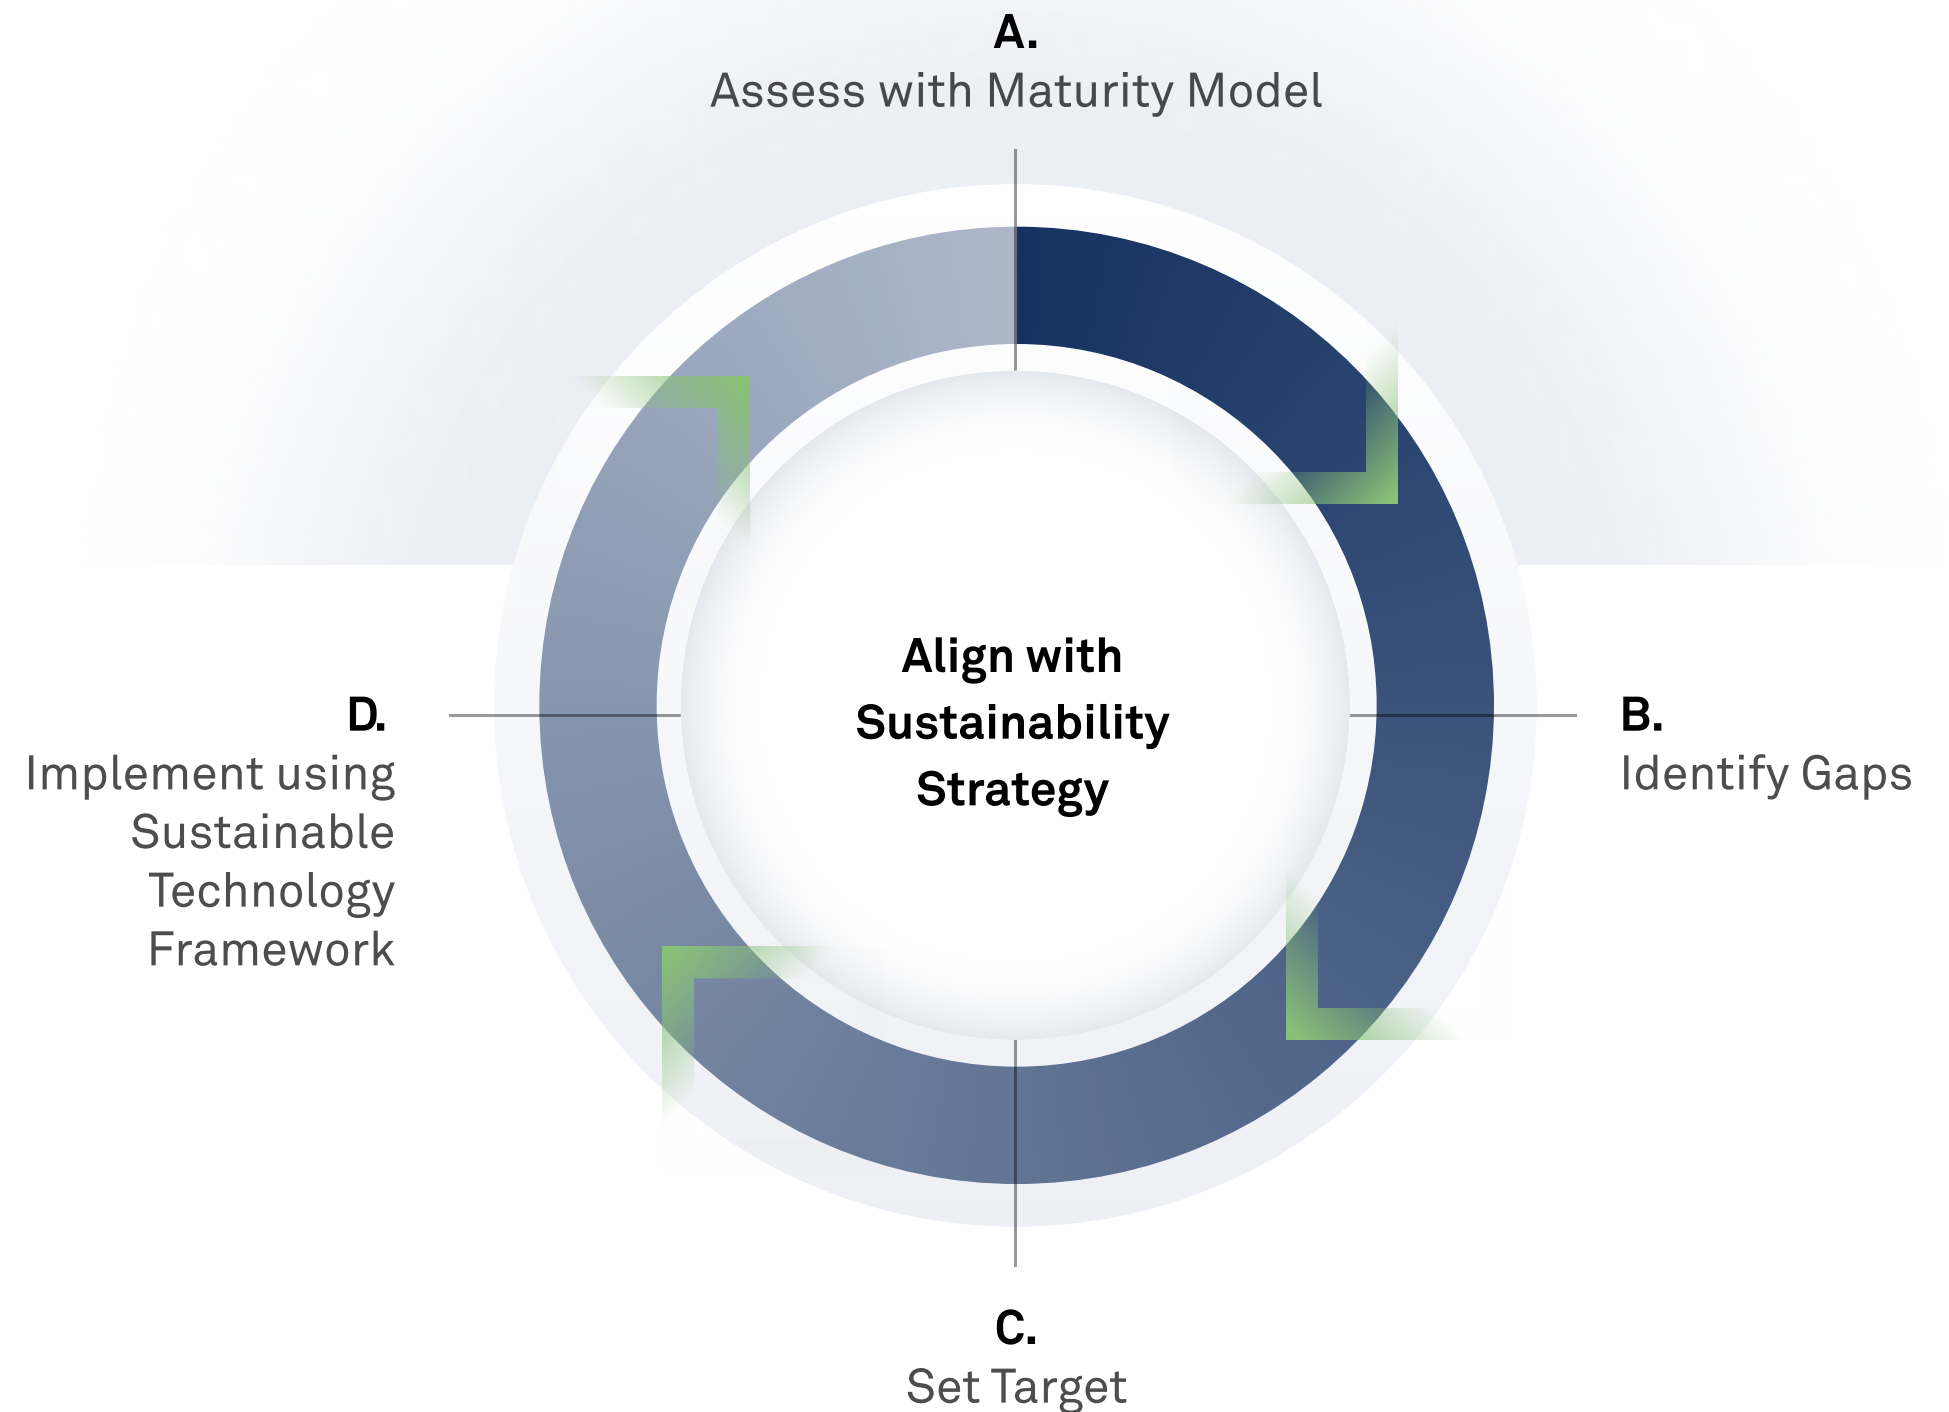 A.
Assess with Maturity Model
Align with
Sustainability
Strategy
B.
Identify Gaps
C.
Set Target
D.
Implement using
Sustainable
Technology
Framework